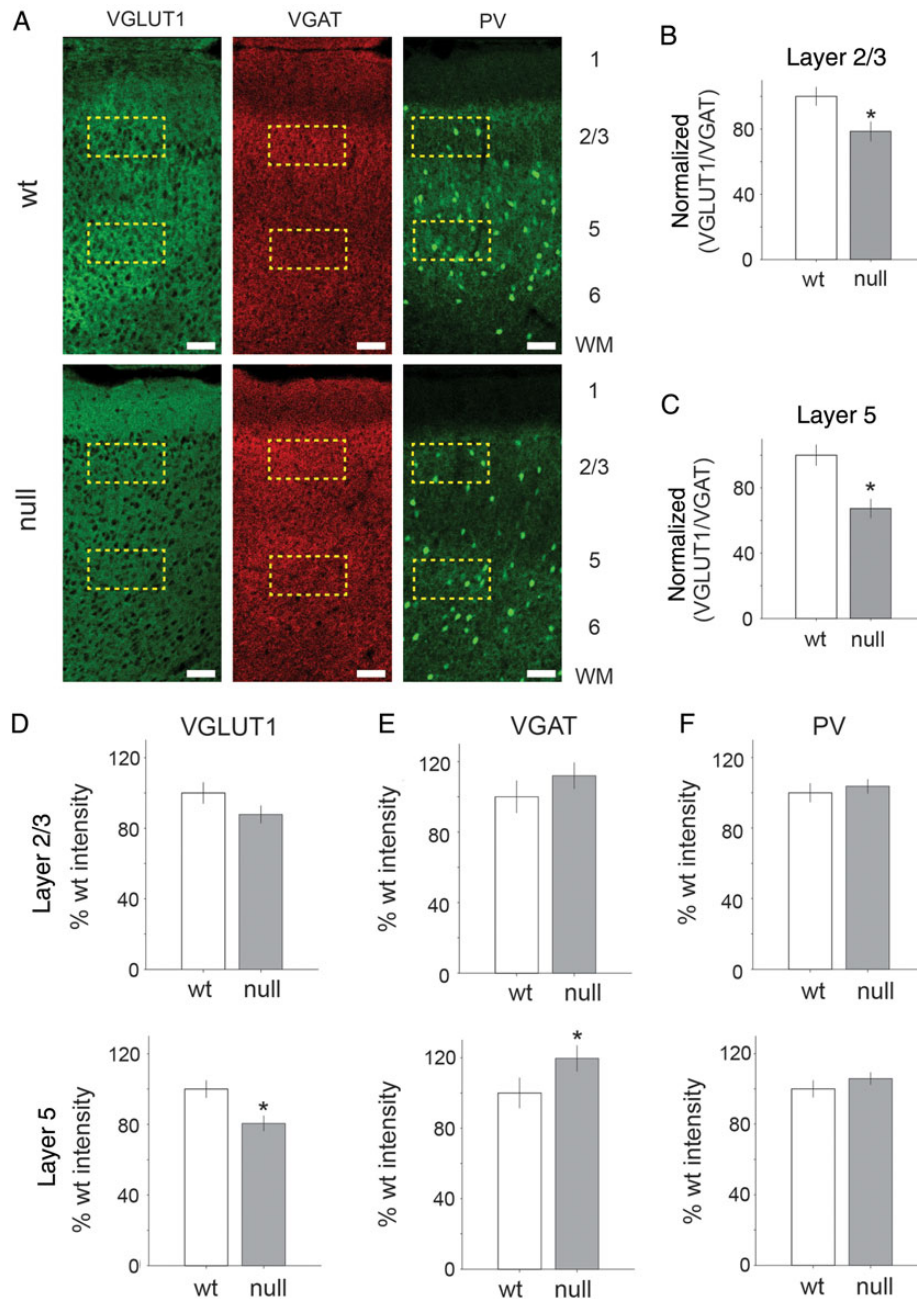 A
VGLUT1
VGAT
PV
wt
1
2/3
5
6
WM
null
1
2/3
5
6
WM
B
Layer 2/3
Normalized
(VGLUT1/VGAT)
80
40
0
*
wt
null
C
Layer 5
Normalized
(VGLUT1/VGAT)
80
40
0
*
wt
null
D
VGLUT1
Layer 2/3
% wt intensity
120
80
40
0
wt
null
E
VGAT
% wt intensity
120
80
40
0
wt
null
F
PV
% wt intensity
120
80
40
0
wt
null
Layer 5
% wt intensity
120
80
40
0
*
wt
null
% wt intensity
120
80
40
0
*
wt
null
% wt intensity
120
80
40
0
wt
null